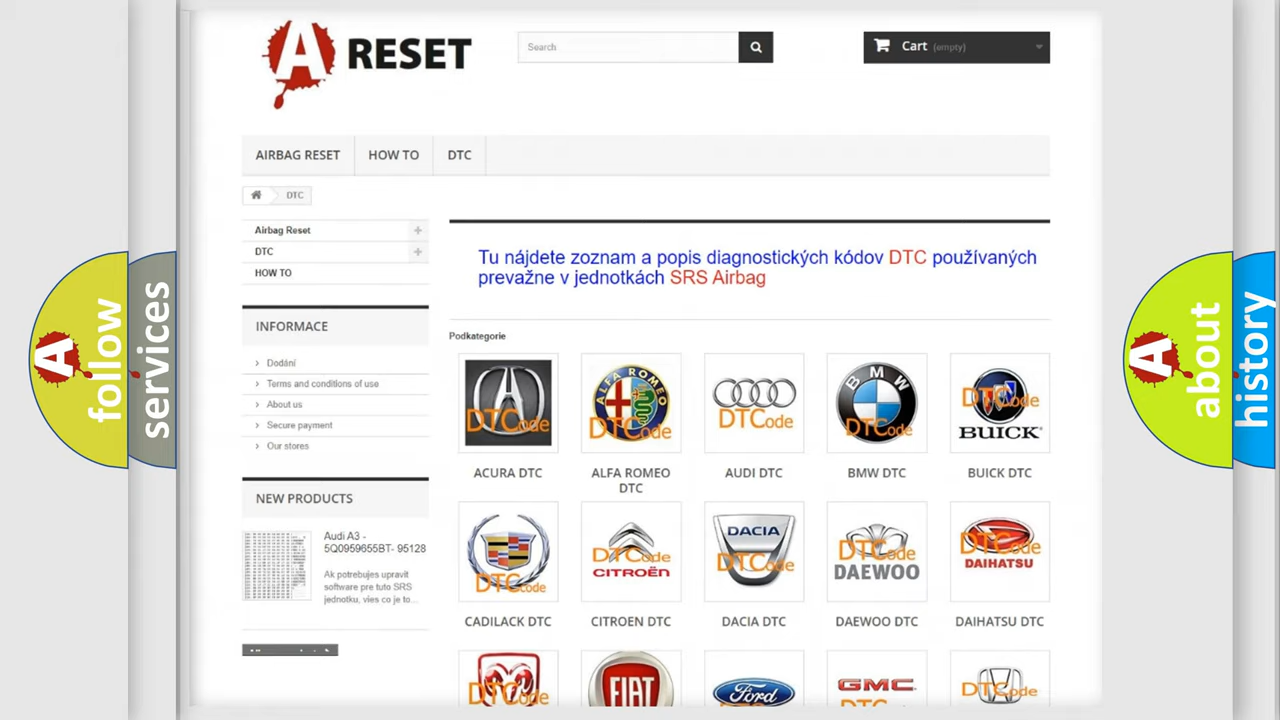 A RESET
Search
Cart (empty)
AIRBAG RESET
HOW TO
DTC
DTC
Airbag Reset
DTC
HOW TO
Tu nájdete zoznam a popis diagnostických kódov DTC používaných
prevažne v jednotkách SRS Airbag
INFORMACE
Dodání
Terms and conditions of use
About us
Secure payment
Our stores
Podkategorie
DTCode
ALFA ROMEO
DTCode
DTCode
BMW
DTCode
DTCode
BUICK
ACURA DTC
ALFA ROMEO
DTC
AUDI DTC
BMW DTC
BUICK DTC
NEW PRODUCTS
Audi A3 -
5Q0959655BT- 95128
Ak potrebujes upravit
software pre tuto SRS
jednotku, vies co je to...
DTCode
DTCode
CITROËN
DACIA
DTCode
DTCode
DAEWOO
DTCode
DAIHATSU
CADILACK DTC
CITROEN DTC
DACIA DTC
DAEWOO DTC
DAIHATSU DTC
DTCode
FIAT
Ford
GMC
DTCode
A follow
services
A about
history